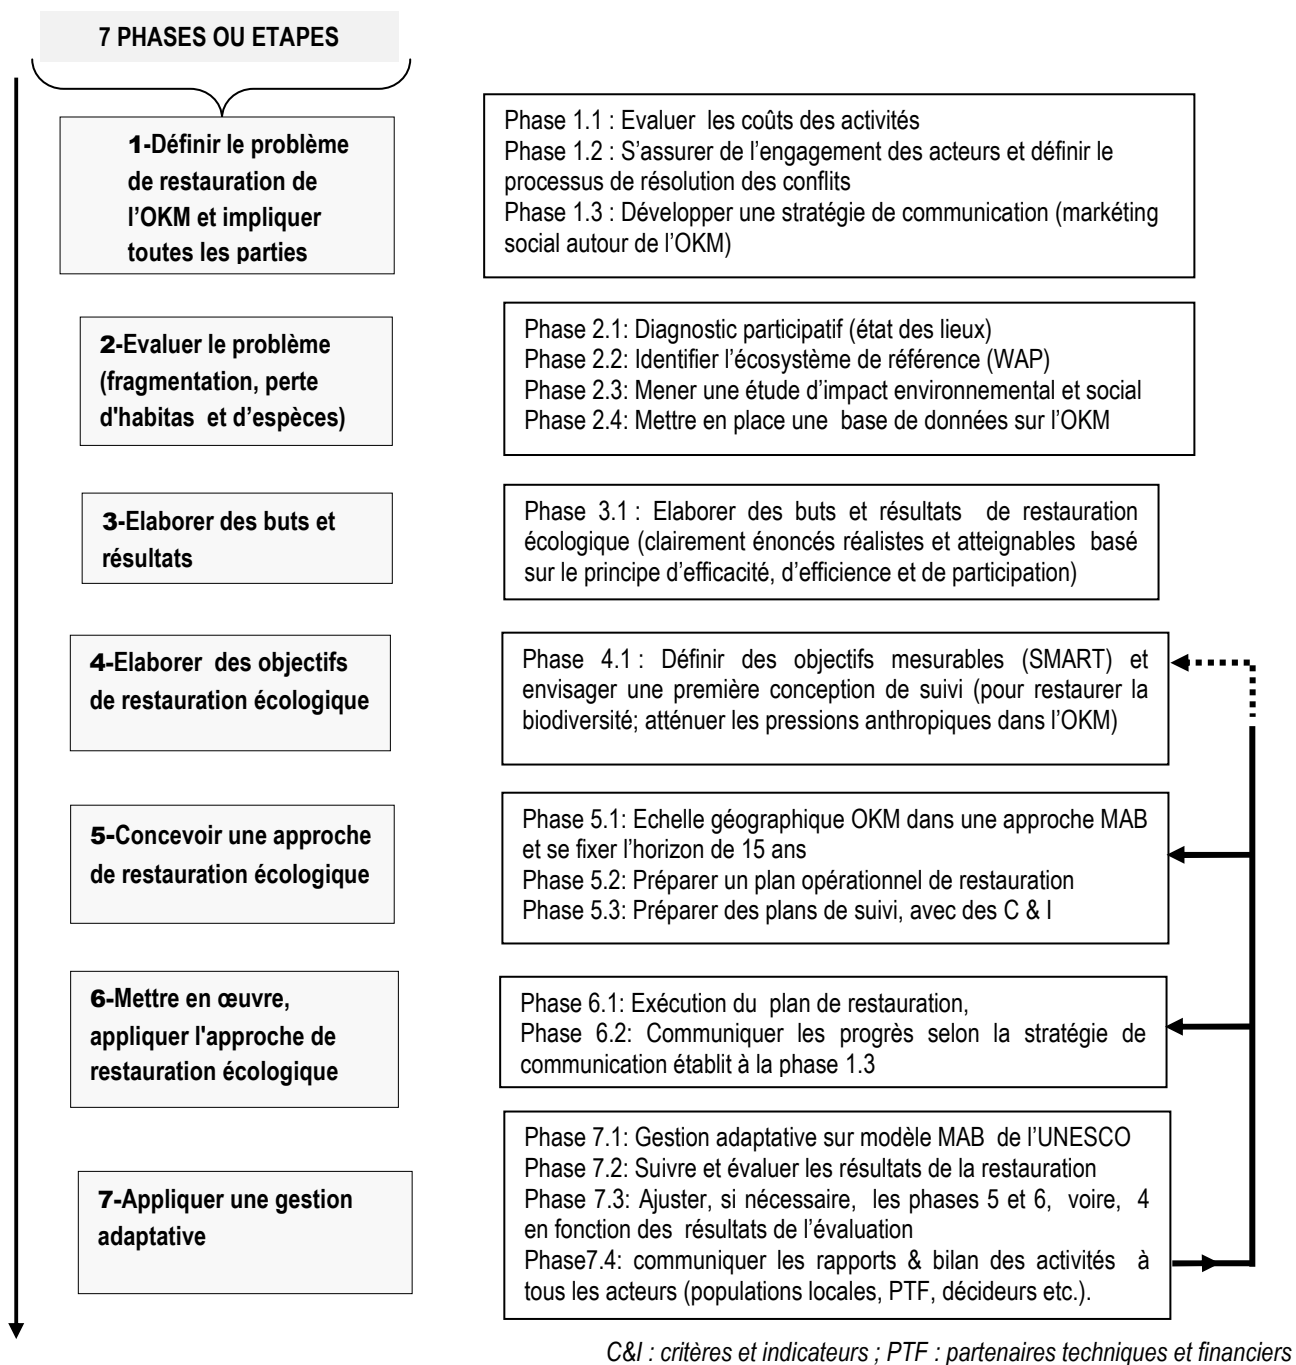 7 PHASES OU ETAPES
1-Définir le problème
de restauration de
l’OKM et impliquer
toutes les parties
Phase 1.1 : Evaluer les coûts des activités
Phase 1.2 : S’assurer de l’engagement des acteurs et définir le
processus de résolution des conflits
Phase 1.3 : Développer une stratégie de communication (markéting
social autour de l’OKM)
2-Evaluer le problème
(fragmentation, perte
d'habitas et d’espèces)
Phase 2.1: Diagnostic participatif (état des lieux)
Phase 2.2: Identifier l’écosystème de référence (WAP)
Phase 2.3: Mener une étude d’impact environnemental et social
Phase 2.4: Mettre en place une base de données sur l’OKM
3-Elaborer des buts et
résultats
Phase 3.1 : Elaborer des buts et résultats de restauration
écologique (clairement énoncés réalistes et atteignables basé
sur le principe d’efficacité, d’efficience et de participation)
4-Elaborer des objectifs
de restauration écologique
Phase 4.1 : Définir des objectifs mesurables (SMART) et
envisager une première conception de suivi (pour restaurer la
biodiversité; atténuer les pressions anthropiques dans l’OKM)
5-Concevoir une approche
de restauration écologique
Phase 5.1: Echelle géographique OKM dans une approche MAB
et se fixer l’horizon de 15 ans
Phase 5.2: Préparer un plan opérationnel de restauration
Phase 5.3: Préparer des plans de suivi, avec des C & I
6-Mettre en œuvre,
appliquer l'approche de
restauration écologique
Phase 6.1: Exécution du plan de restauration,
Phase 6.2: Communiquer les progrès selon la stratégie de
communication établit à la phase 1.3
7-Appliquer une gestion
adaptative
Phase 7.1: Gestion adaptative sur modèle MAB de l’UNESCO
Phase 7.2: Suivre et évaluer les résultats de la restauration
Phase 7.3: Ajuster, si nécessaire, les phases 5 et 6, voire, 4
en fonction des résultats de l’évaluation
Phase7.4: communiquer les rapports & bilan des activités à
tous les acteurs (populations locales, PTF, décideurs etc.).
C&I : critères et indicateurs ; PTF : partenaires techniques et financiers